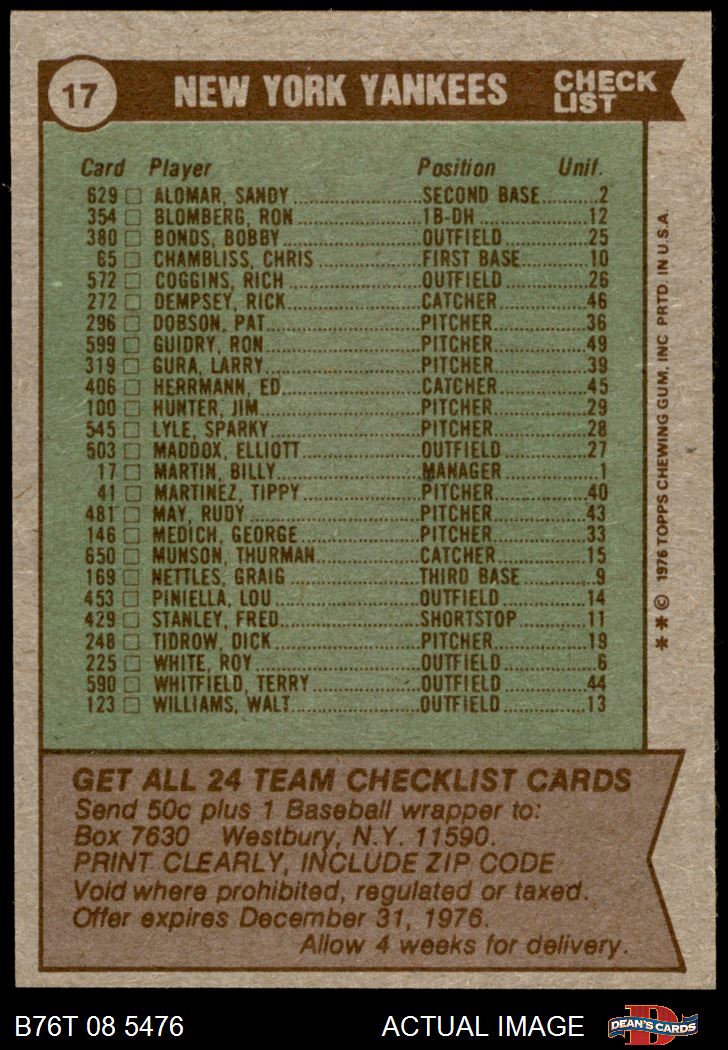 17 NEW YORK YANKEES CHECK LIST
Card Player Position Unif.
629 □ ALOMAR, SANDY SECOND BASE 2
354 □ BLOMBERG, RON 1B-DH 12
380 □ BONDS, BOBBY OUTFIELD 25
65 □ CHAMBLISS, CHRIS FIRST BASE 10
572 □ COGGINS, RICH OUTFIELD 26
272 □ DEMPSEY, RICK CATCHER 46
296 □ DOBSON, PAT PITCHER 36
599 □ GUIDRY, RON PITCHER 49
319 □ GURA, LARRY PITCHER 39
406 □ HERRMANN, ED CATCHER 45
100 □ HUNTER, JIM PITCHER 29
545 □ LYLE, SPARKY PITCHER 28
503 □ MADDOX, ELLIOTT OUTFIELD 27
17 □ MARTIN, BILLY MANAGER 1
41 □ MARTINEZ, TIPPY PITCHER 40
481 □ MAY, RUDY PITCHER 43
146 □ MEDICH, GEORGE PITCHER 33
650 □ MUNSON, THURMAN CATCHER 15
169 □ NETTLES, GRAIG THIRD BASE 9
453 □ PINIELLA, LOU OUTFIELD 14
429 □ STANLEY, FRED SHORTSTOP 11
248 □ TIDROW, DICK PITCHER 19
225 □ WHITE, ROY OUTFIELD 6
590 □ WHITFIELD, TERRY OUTFIELD 44
123 □ WILLIAMS, WALT OUTFIELD 13
* * © 1976 TOPPS CHEWING GUM, INC PRTD. IN U.S.A.
GET ALL 24 TEAM CHECKLIST CARDS
Send 50c plus 1 Baseball wrapper to:
Box 7630 Westbury, N.Y. 11590.
PRINT CLEARLY, INCLUDE ZIP CODE
Void where prohibited, regulated or taxed.
Offer expires December 31, 1976.
Allow 4 weeks for delivery.
B76T 08 5476 ACTUAL IMAGE DEAN'S CARDS